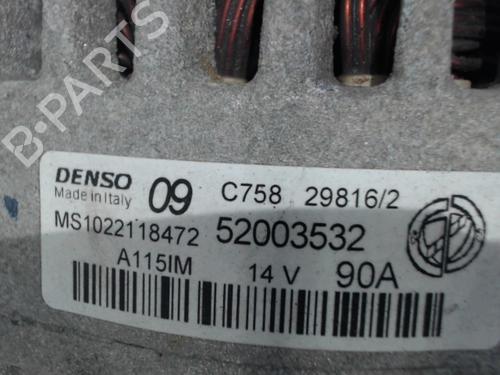 B-PARTS
DENSO 09 C758 29816/2
Made in Italy
MS1022118472 52003532
A115IM 14 V 90A